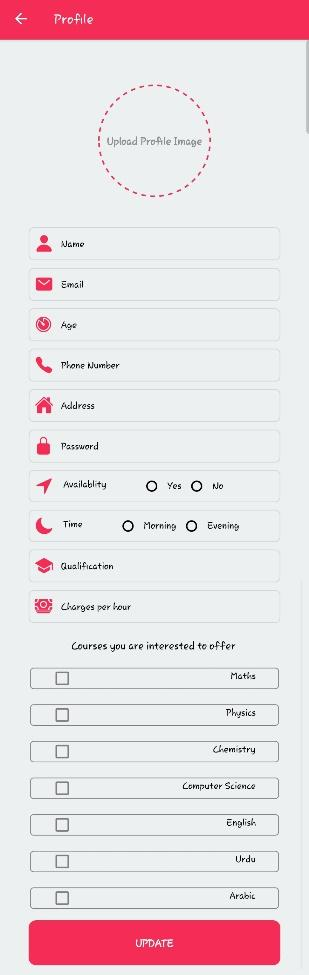 Profile
Upload Profile Image
Name
Email
Age
Phone Number
Address
Password
Availablity Yes No
Time Morning Evening
Qualification
Charges per hour
Courses you are interested to offer
Maths
Physics
Chemistry
Computer Science
English
Urdu
Arabic
UPDATE